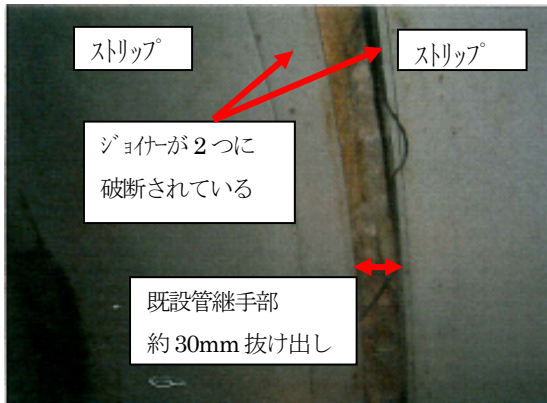 ストリップ
ストリップ
ジョイナーが 2 つに
破断されている
既設管継手部
約 30mm 抜け出し